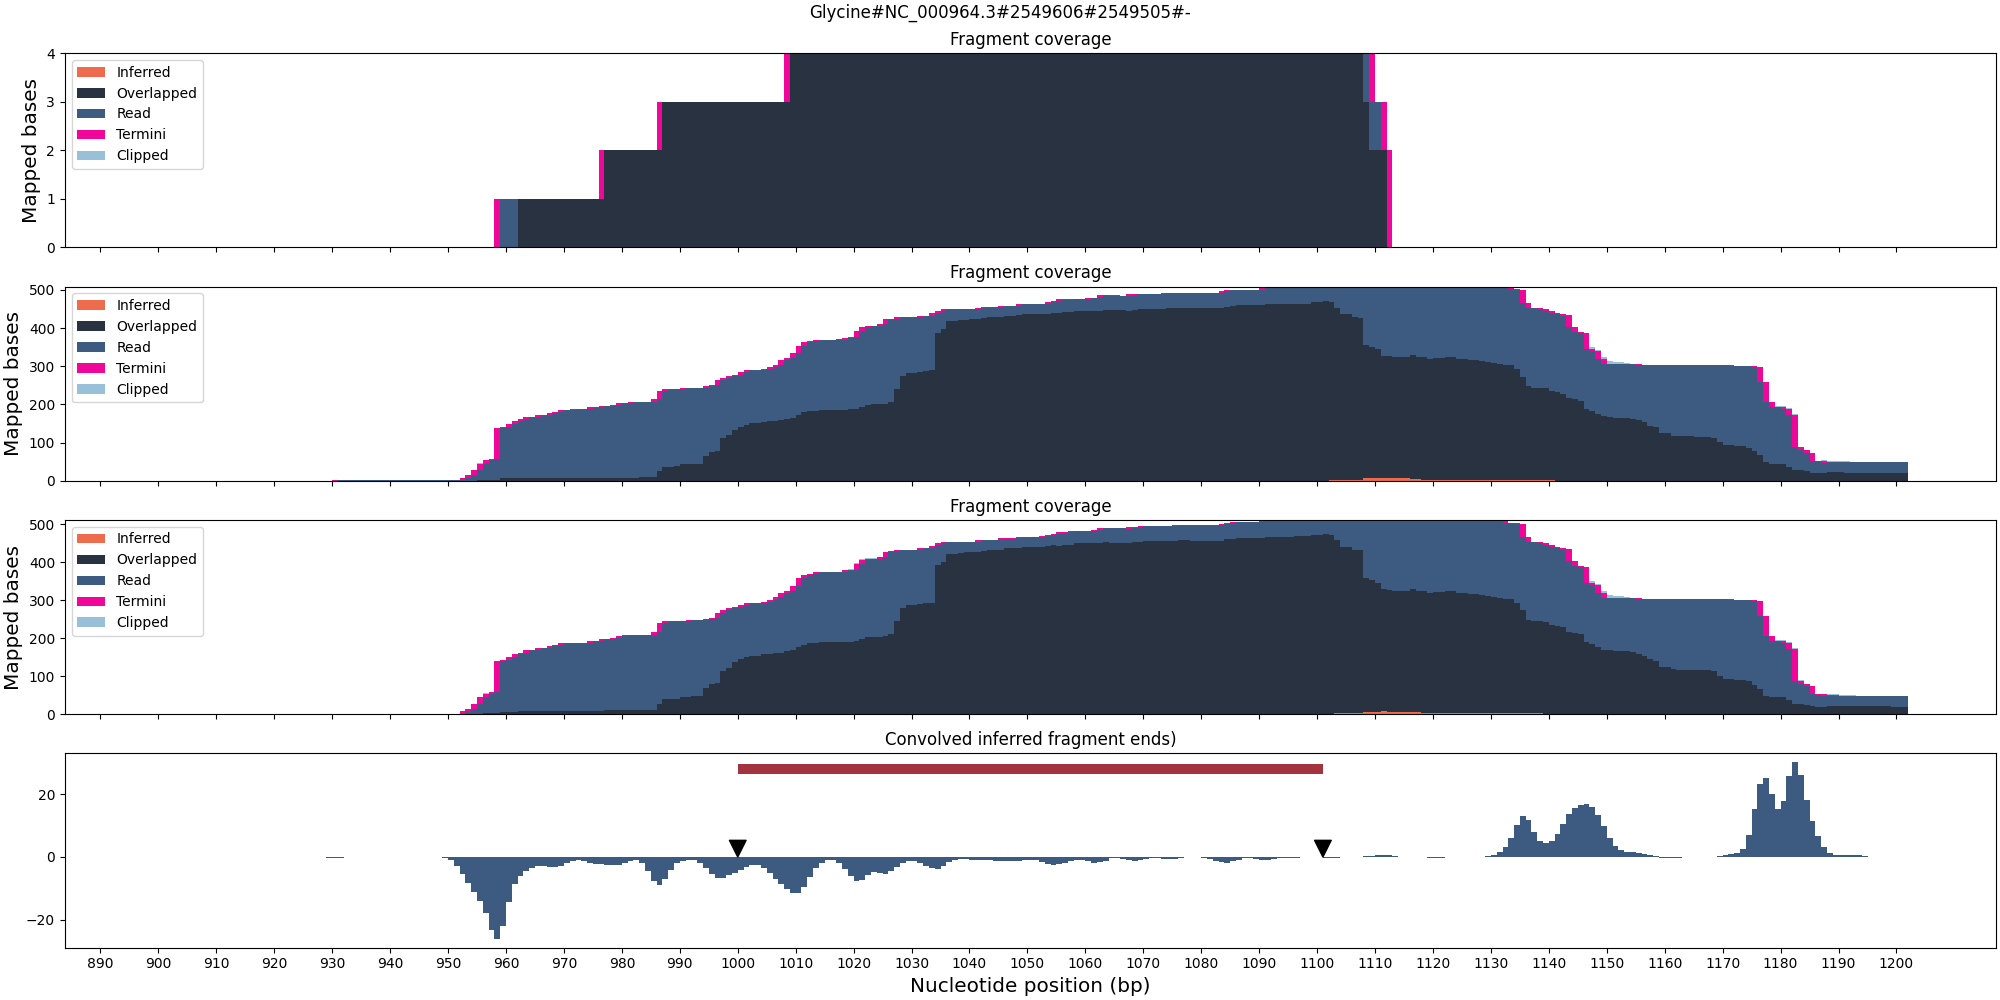 Glycine#NC_000964.3#2549606#2549505#-
Fragment coverage
Mapped bases
4
3
2
1
0
Inferred
Overlapped
Read
Termini
Clipped
Fragment coverage
Mapped bases
500
400
300
200
100
0
Inferred
Overlapped
Read
Termini
Clipped
Fragment coverage
Mapped bases
500
400
300
200
100
0
Inferred
Overlapped
Read
Termini
Clipped
Convolved inferred fragment ends)
20
0
−20
890 900 910 920 930 940 950 960 970 980 990 1000 1010 1020 1030 1040 1050 1060 1070 1080 1090 1100 1110 1120 1130 1140 1150 1160 1170 1180 1190 1200
Nucleotide position (bp)